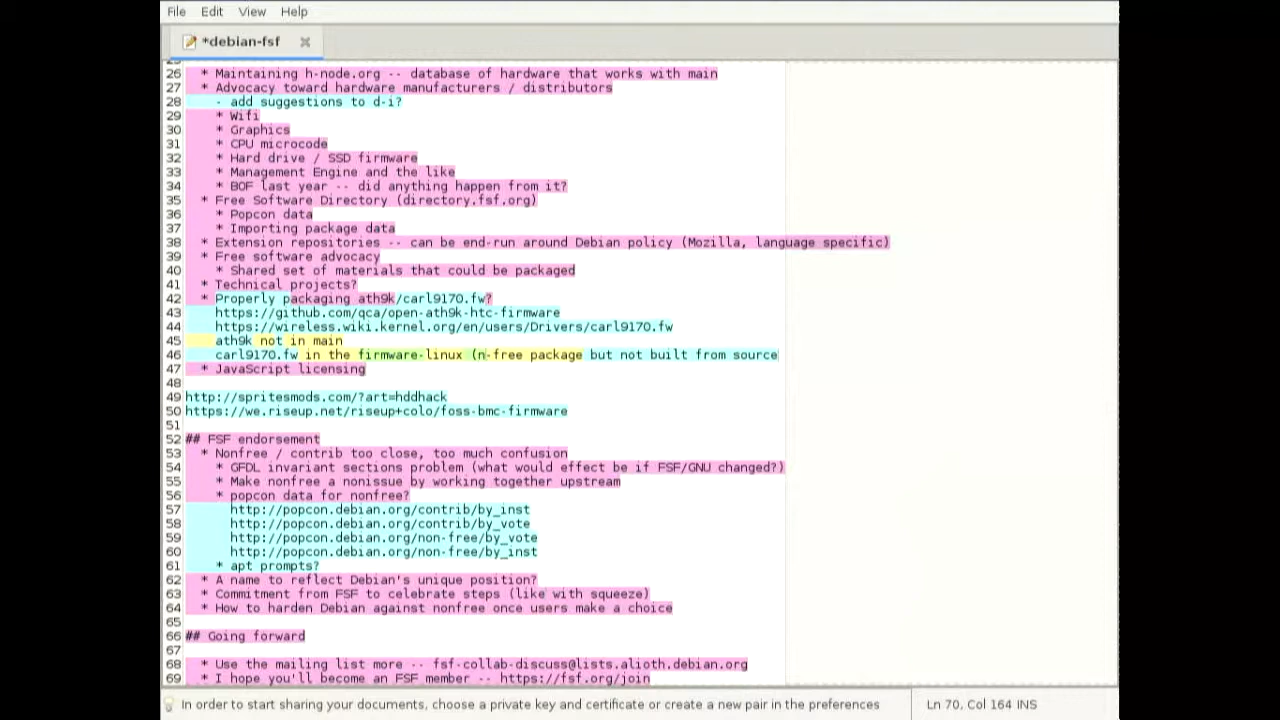 File Edit View Help
*debian-fsf
26 * Maintaining h-node.org -- database of hardware that works with main
27 * Advocacy toward hardware manufacturers / distributors
28 - add suggestions to d-i?
29 * Wifi
30 * Graphics
31 * CPU microcode
32 * Hard drive / SSD firmware
33 * Management Engine and the like
34 * BOF last year -- did anything happen from it?
35 * Free Software Directory (directory.fsf.org)
36 * Popcon data
37 * Importing package data
38 * Extension repositories -- can be end-run around Debian policy (Mozilla, language specific)
39 * Free software advocacy
40 * Shared set of materials that could be packaged
41 * Technical projects?
42 * Properly packaging ath9k/carl9170.fw?
43 https://github.com/qca/open-ath9k-htc-firmware
44 https://wireless.wiki.kernel.org/en/users/Drivers/carl9170.fw
45 ath9k not in main
46 carl9170.fw in the firmware-linux (n-free package but not built from source
47 * JavaScript licensing
48
49 http://spritesmods.com/?art=hddhack
50 https://we.riseup.net/riseup+colo/foss-bmc-firmware
51
52 ## FSF endorsement
53 * Nonfree / contrib too close, too much confusion
54 * GFDL invariant sections problem (what would effect be if FSF/GNU changed?)
55 * Make nonfree a nonissue by working together upstream
56 * popcon data for nonfree?
57 http://popcon.debian.org/contrib/by_inst
58 http://popcon.debian.org/contrib/by_vote
59 http://popcon.debian.org/non-free/by_vote
60 http://popcon.debian.org/non-free/by_inst
61 * apt prompts?
62 * A name to reflect Debian's unique position?
63 * Commitment from FSF to celebrate steps (like with squeeze)
64 * How to harden Debian against nonfree once users make a choice
65
66 ## Going forward
67
68 * Use the mailing list more -- fsf-collab-discuss@lists.alioth.debian.org
69 * I hope you'll become an FSF member -- https://fsf.org/join
In order to start sharing your documents, choose a private key and certificate or create a new pair in the preferences
Ln 70, Col 164 INS